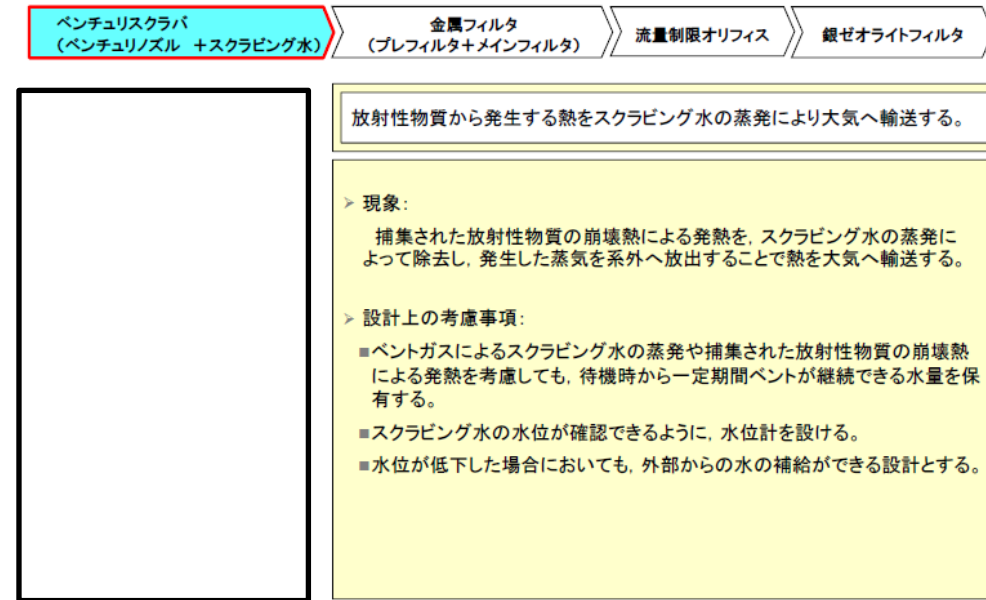 ベンチュリスクラバ
（ベンチュリノズル ＋スクラビング水）
金属フィルタ
（プレフィルタ＋メインフィルタ）
流量制限オリフィス
銀ゼオライトフィルタ
放射性物質から発生する熱をスクラビング水の蒸発により大気へ輸送する。
➢ 現象：
捕集された放射性物質の崩壊熱による発熱を，スクラビング水の蒸発に
よって除去し，発生した蒸気を系外へ放出することで熱を大気へ輸送する。
➢ 設計上の考慮事項：
■ベントガスによるスクラビング水の蒸発や捕集された放射性物質の崩壊熱
による発熱を考慮しても，待機時から一定期間ベントが継続できる水量を保
有する。
■スクラビング水の水位が確認できるように，水位計を設ける。
■水位が低下した場合においても，外部からの水の補給ができる設計とする。